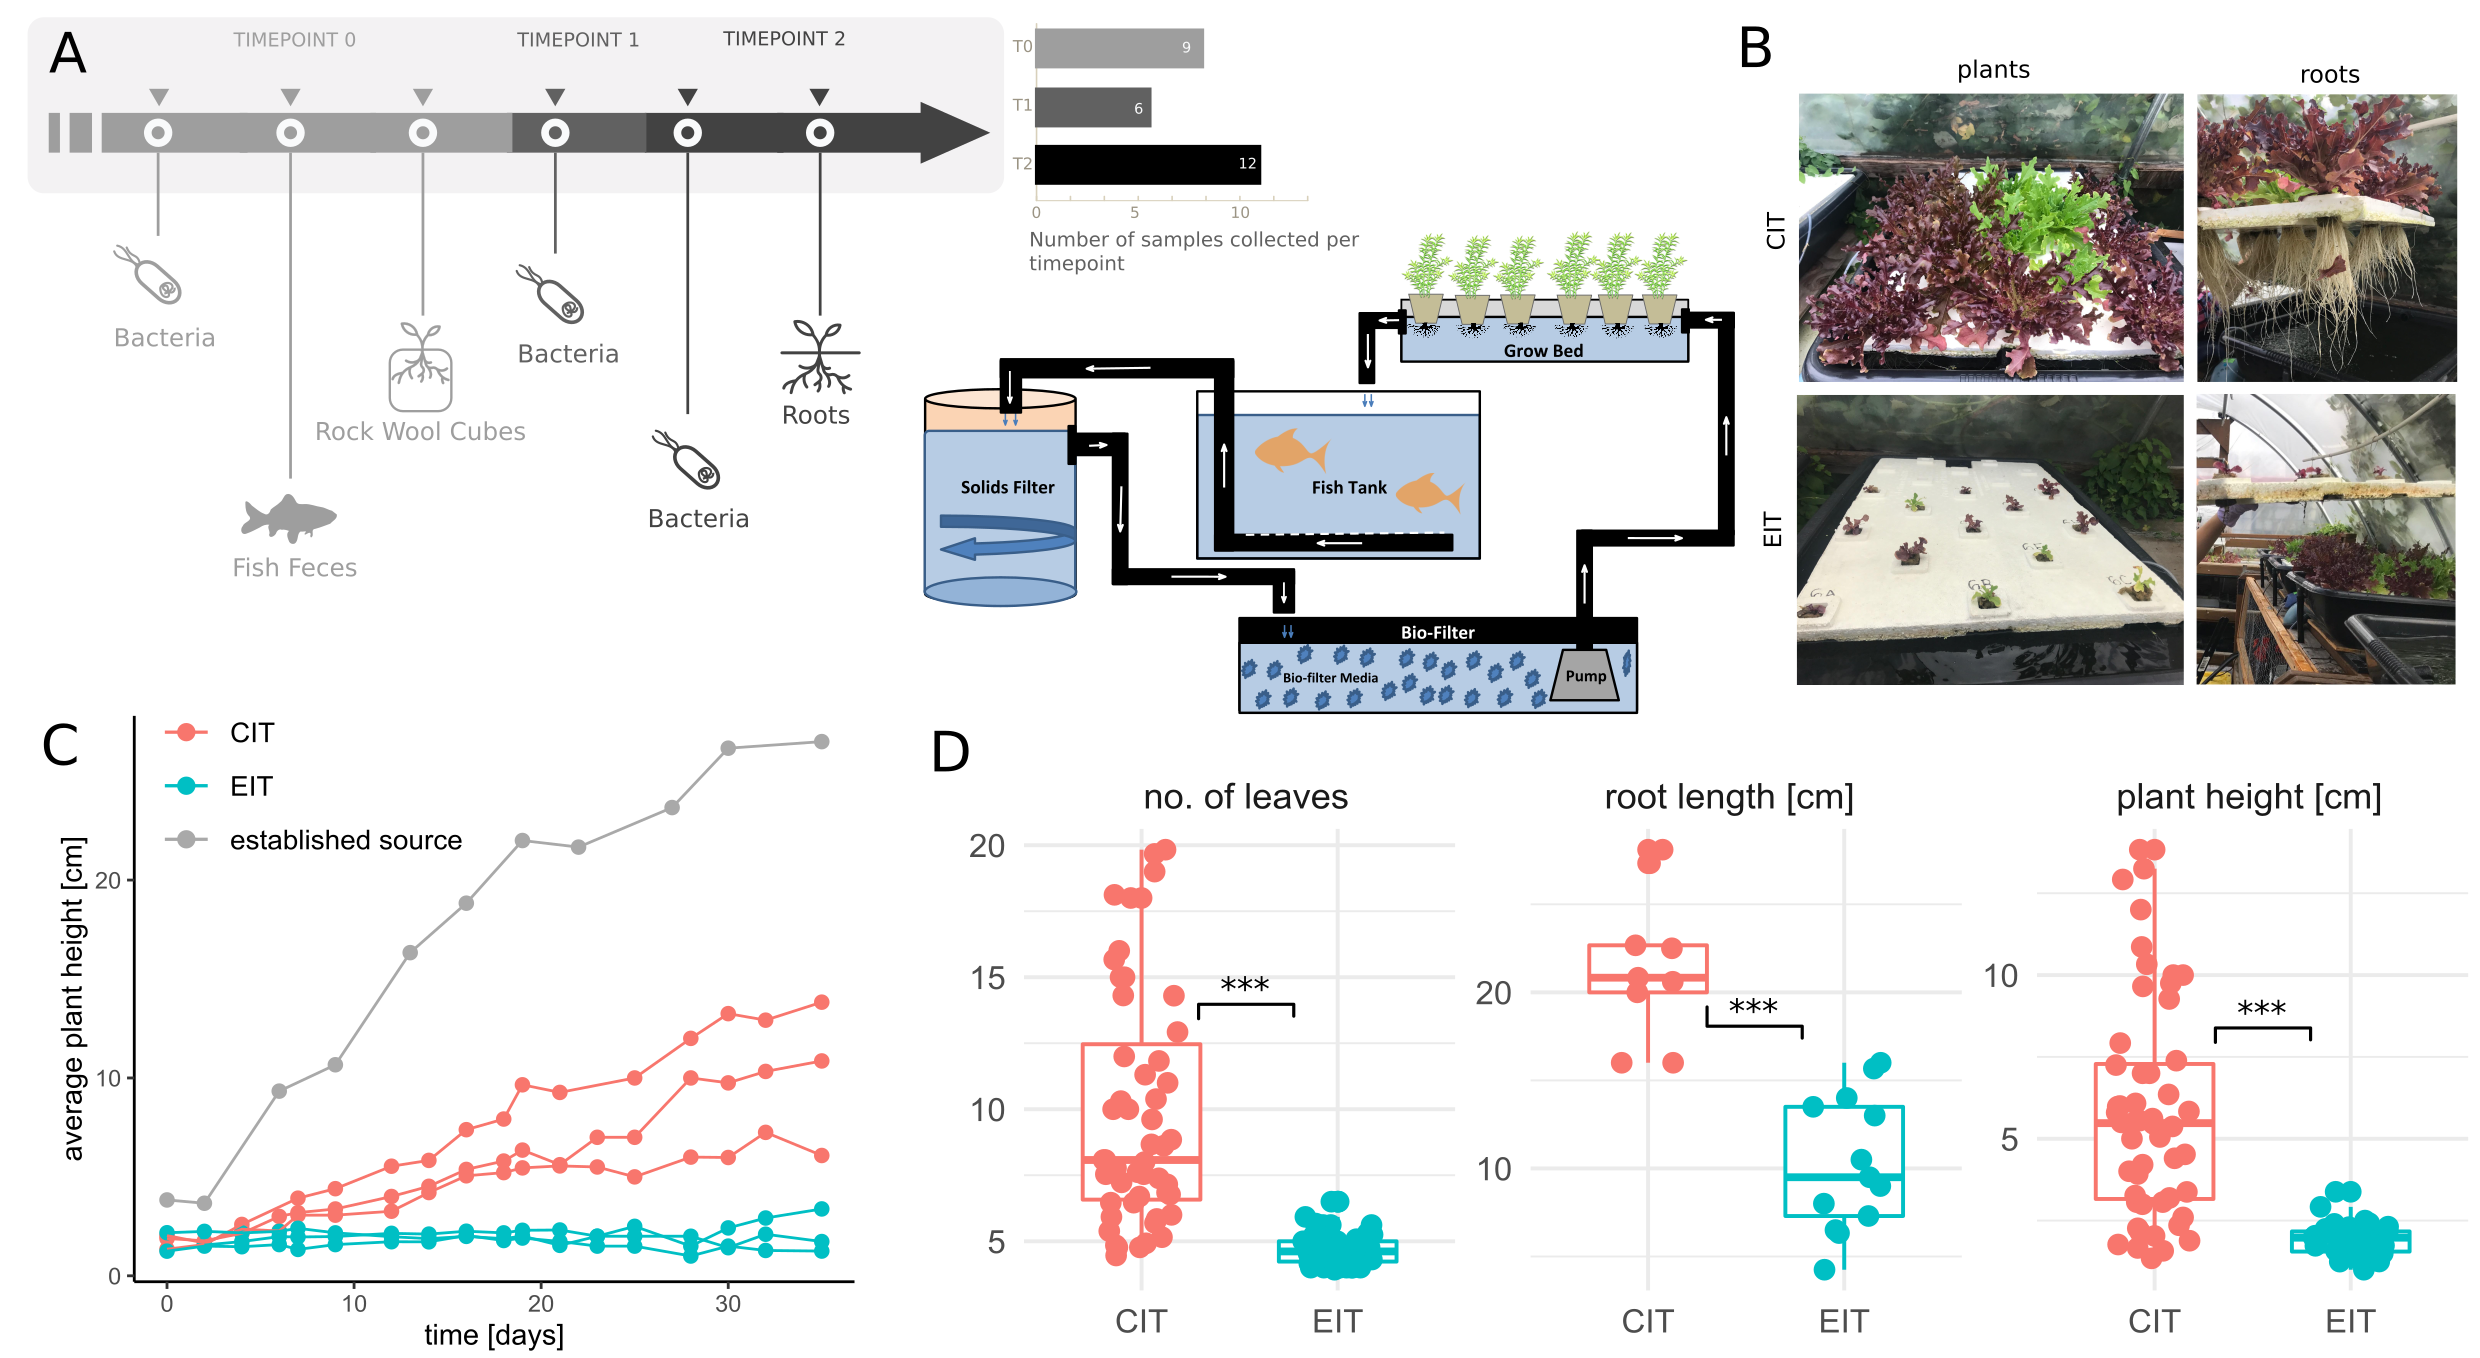 A
TIMEPOINT 0
TIMEPOINT 1
TIMEPOINT 2
Bacteria
Fish Feces
Rock Wool Cubes
Bacteria
Bacteria
Roots
T0
9
T1
6
T2
12
0
5
10
Number of samples collected per
timepoint
Grow Bed
Solids Filter
Fish Tank
Bio-Filter
Bio-filter Media
Pump
B
plants
roots
CIT
EIT
6A
6B
6C
C
CIT
EIT
established source
average plant height [cm]
20
10
0
0
10
20
30
time [days]
D
no. of leaves
20
15
10
5
***
CIT
EIT
root length [cm]
20
10
***
CIT
EIT
plant height [cm]
10
5
***
CIT
EIT